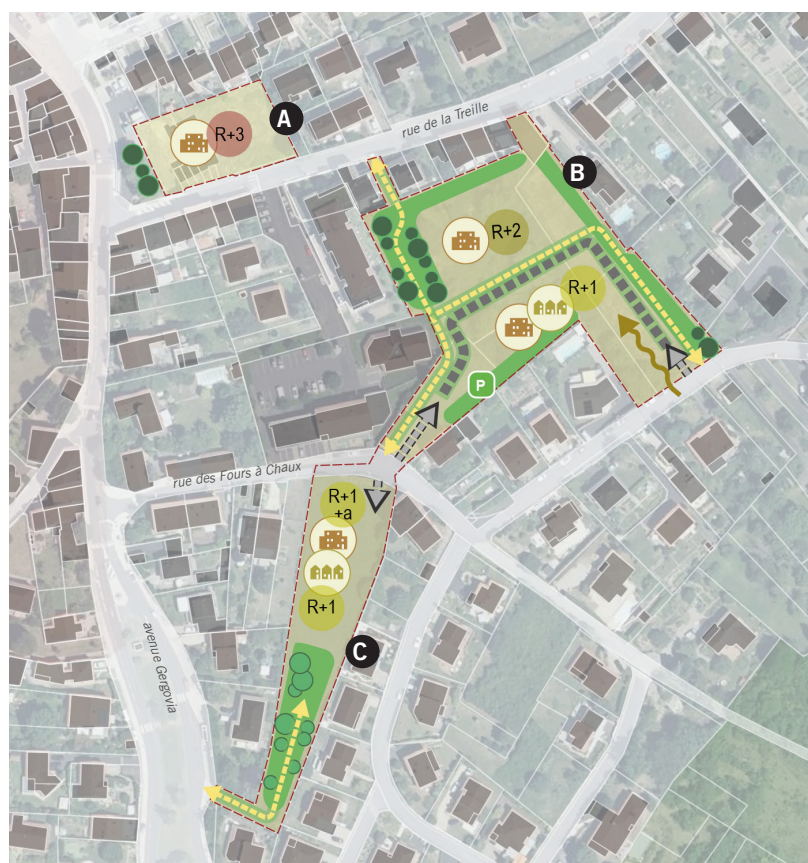 A
R+3
rue de la Treille
B
R+2
R+1
P
rue des Fours à Chaux
R+1
+a
R+1
C
avenue Gergovia